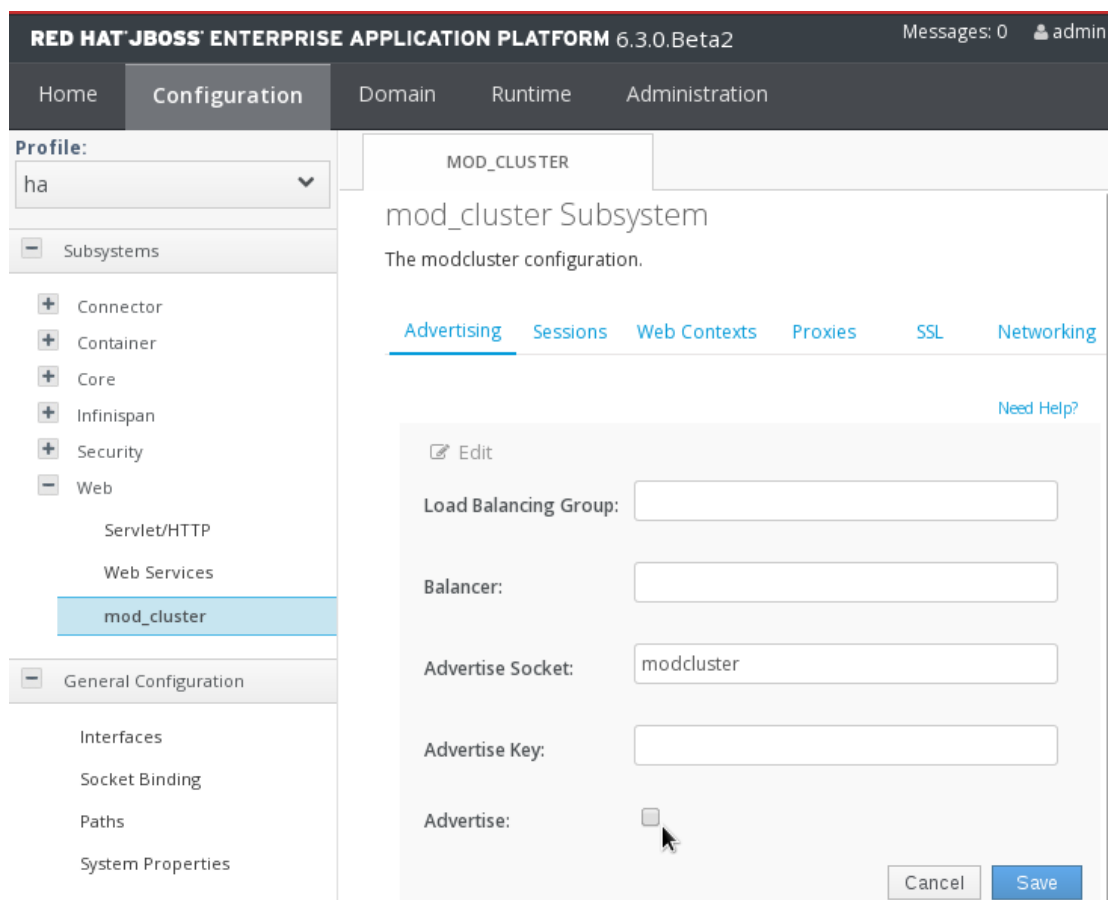 RED HAT JBOSS ENTERPRISE APPLICATION PLATFORM 6.3.0.Beta2
Messages: 0 admin
Home Configuration Domain Runtime Administration
Profile:
ha
Subsystems
Connector
Container
Core
Infinispan
Security
Web
Servlet/HTTP
Web Services
mod_cluster
General Configuration
Interfaces
Socket Binding
Paths
System Properties
MOD_CLUSTER
mod_cluster Subsystem
The modcluster configuration.
Advertising Sessions Web Contexts Proxies SSL Networking
Need Help?
Edit
Load Balancing Group:
Balancer:
Advertise Socket: modcluster
Advertise Key:
Advertise:
Cancel Save